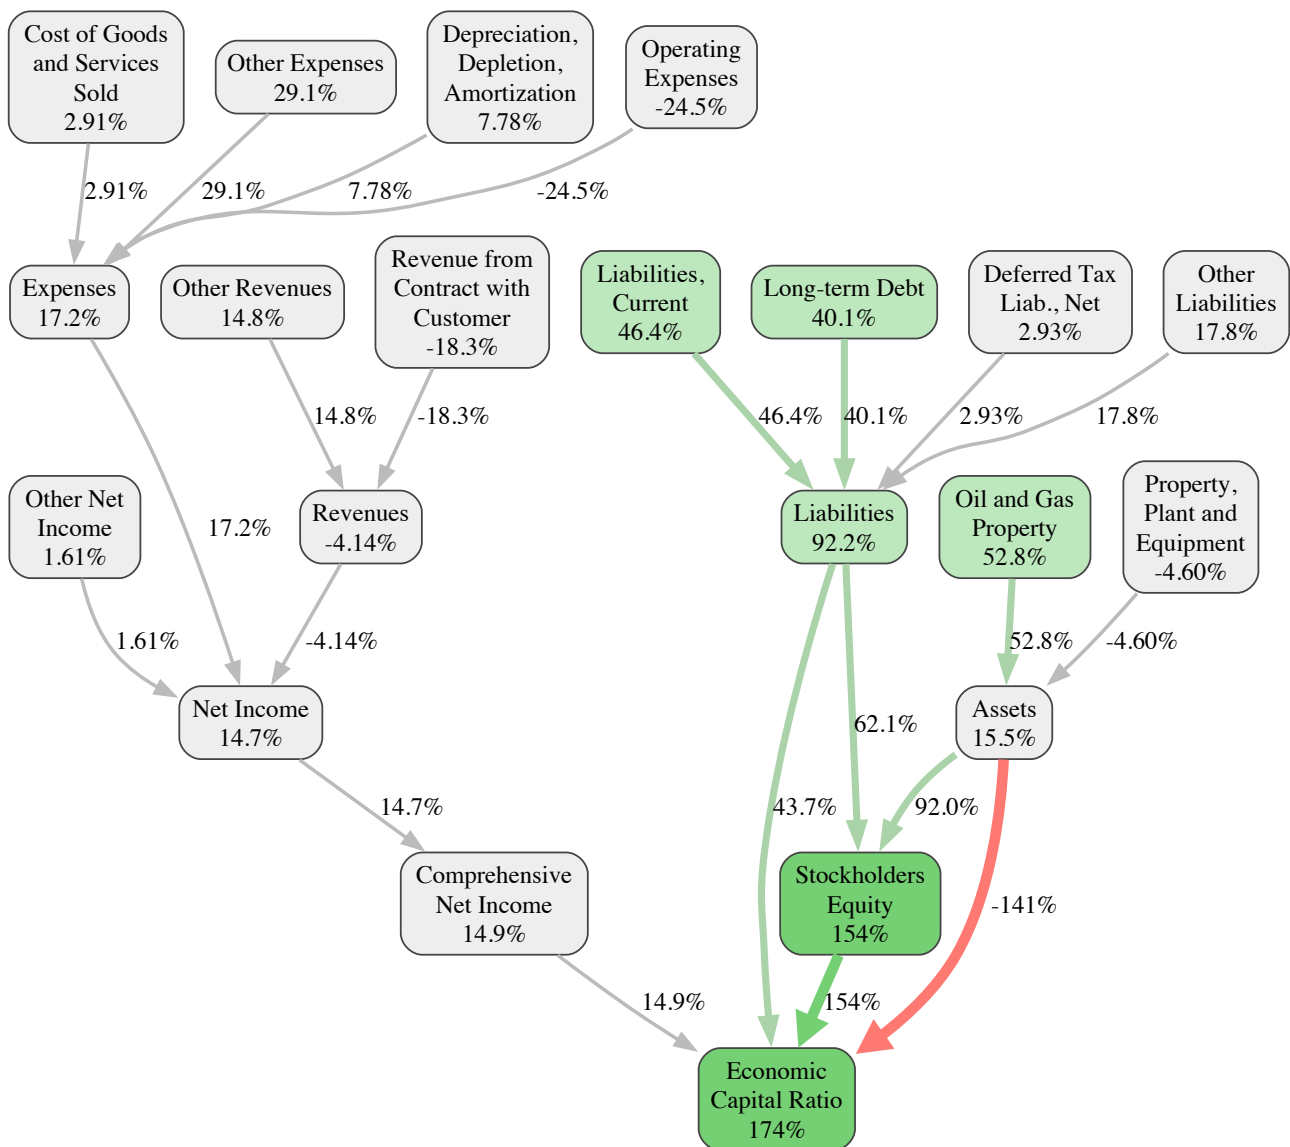 Cost of Goods
and Services
Sold
2.91%
Other Expenses
29.1%
Depreciation,
Depletion,
Amortization
7.78%
Operating
Expenses
-24.5%
2.91%
29.1%
7.78%
-24.5%
Expenses
17.2%
Other Revenues
14.8%
Revenue from
Contract with
Customer
-18.3%
Liabilities,
Current
46.4%
Long-term Debt
40.1%
Deferred Tax
Liab., Net
2.93%
Other
Liabilities
17.8%
14.8%
-18.3%
46.4%
40.1%
2.93%
17.8%
Other Net
Income
1.61%
17.2%
Revenues
-4.14%
Liabilities
92.2%
Oil and Gas
Property
52.8%
Property,
Plant and
Equipment
-4.60%
1.61%
-4.14%
52.8%
-4.60%
Net Income
14.7%
62.1%
Assets
15.5%
14.7%
43.7%
92.0%
Comprehensive
Net Income
14.9%
Stockholders
Equity
154%
-141%
14.9%
154%
Economic
Capital Ratio
174%